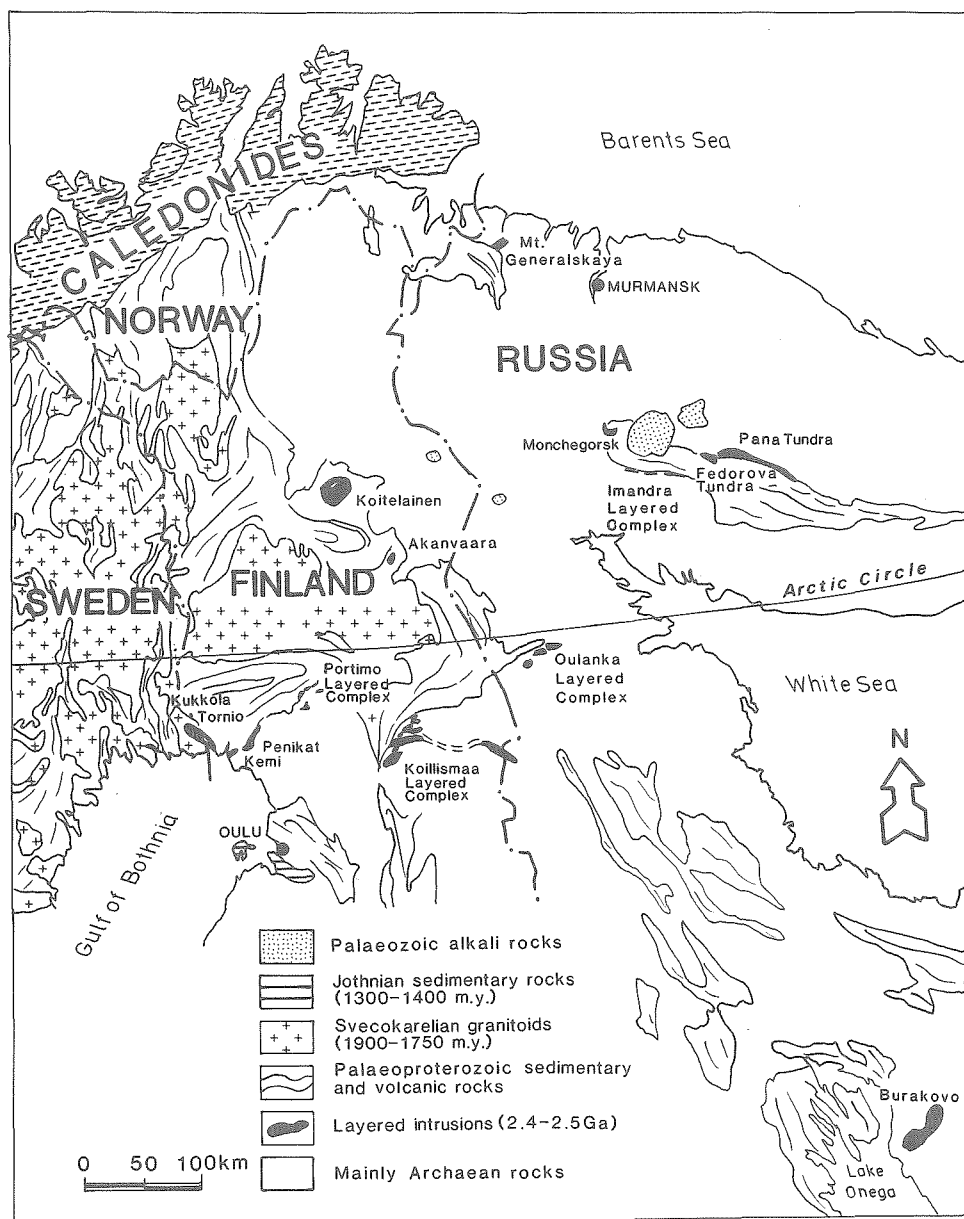 Barents Sea
CALEDONIDES
Mt.
Generalskaya
MURMANSK
NORWAY
RUSSIA
Monchegorsk
Pana Tundra
Fedorova
Tundra
Imandra
Layered
Complex
Koitelainen
Akanvaara
FINLAND
SWEDEN
Arctic Circle
Oulanka
Layered
Complex
Portimo
Layered
Complex
White Sea
Kukkola
Tornio
Penikat
Kemi
Koillismaa
Layered
Complex
N
OULU
Gulf of Bothnia
Palaeozoic alkali rocks
Jothnian sedimentary rocks
(1300-1400 m.y.)
Svecokarelian granitoids
(1900-1750 m.y.)
Palaeoproterozoic sedimentary
and volcanic rocks
Layered intrusions (2.4-2.5Ga)
Mainly Archaean rocks
0 50 100km
Burakovo
Lake
Onega